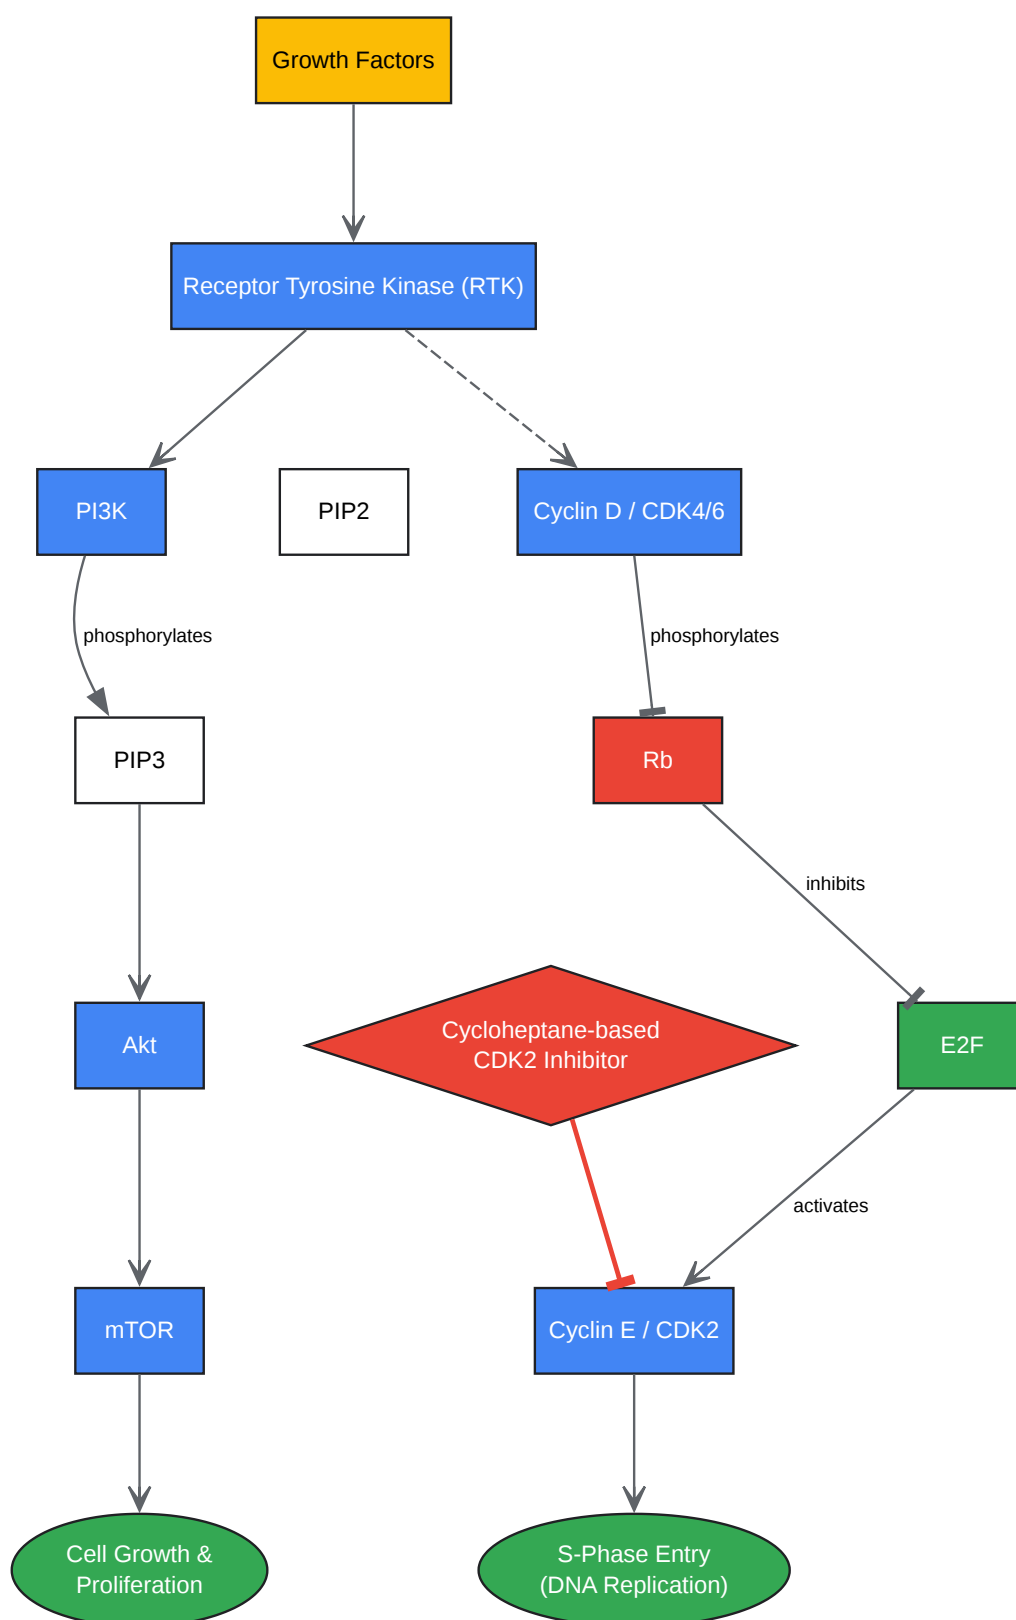 Growth Factors
Receptor Tyrosine Kinase (RTK)
PI3K
PIP2
Cyclin D / CDK4/6
phosphorylates
phosphorylates
PIP3
Rb
inhibits
Cycloheptane-based
CDK2 Inhibitor
Akt
E2F
activates
mTOR
Cyclin E / CDK2
Cell Growth &
Proliferation
S-Phase Entry
(DNA Replication)